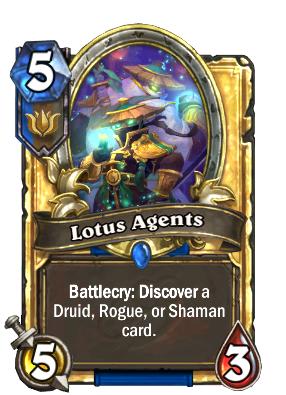 5
Lotus Agents
Battlecry: Discover a
Druid, Rogue, or Shaman
card.
5
3